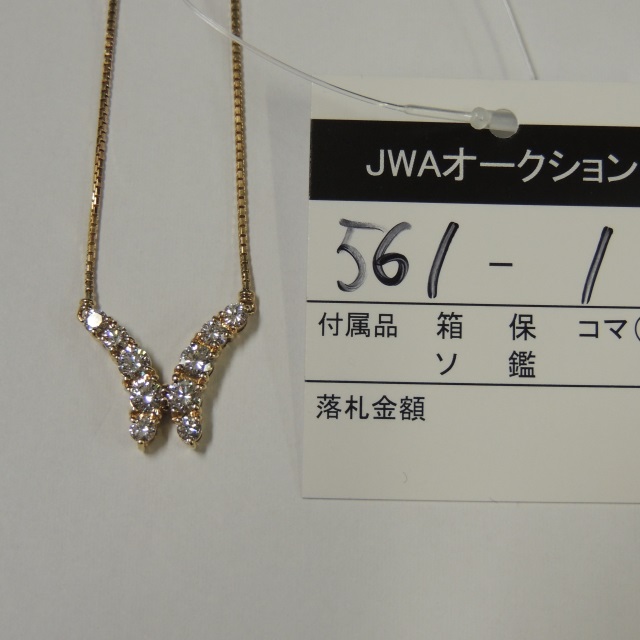 JWAオークション
561-1
付属品 箱 保 コマ(
ソ 鑑
落札金額